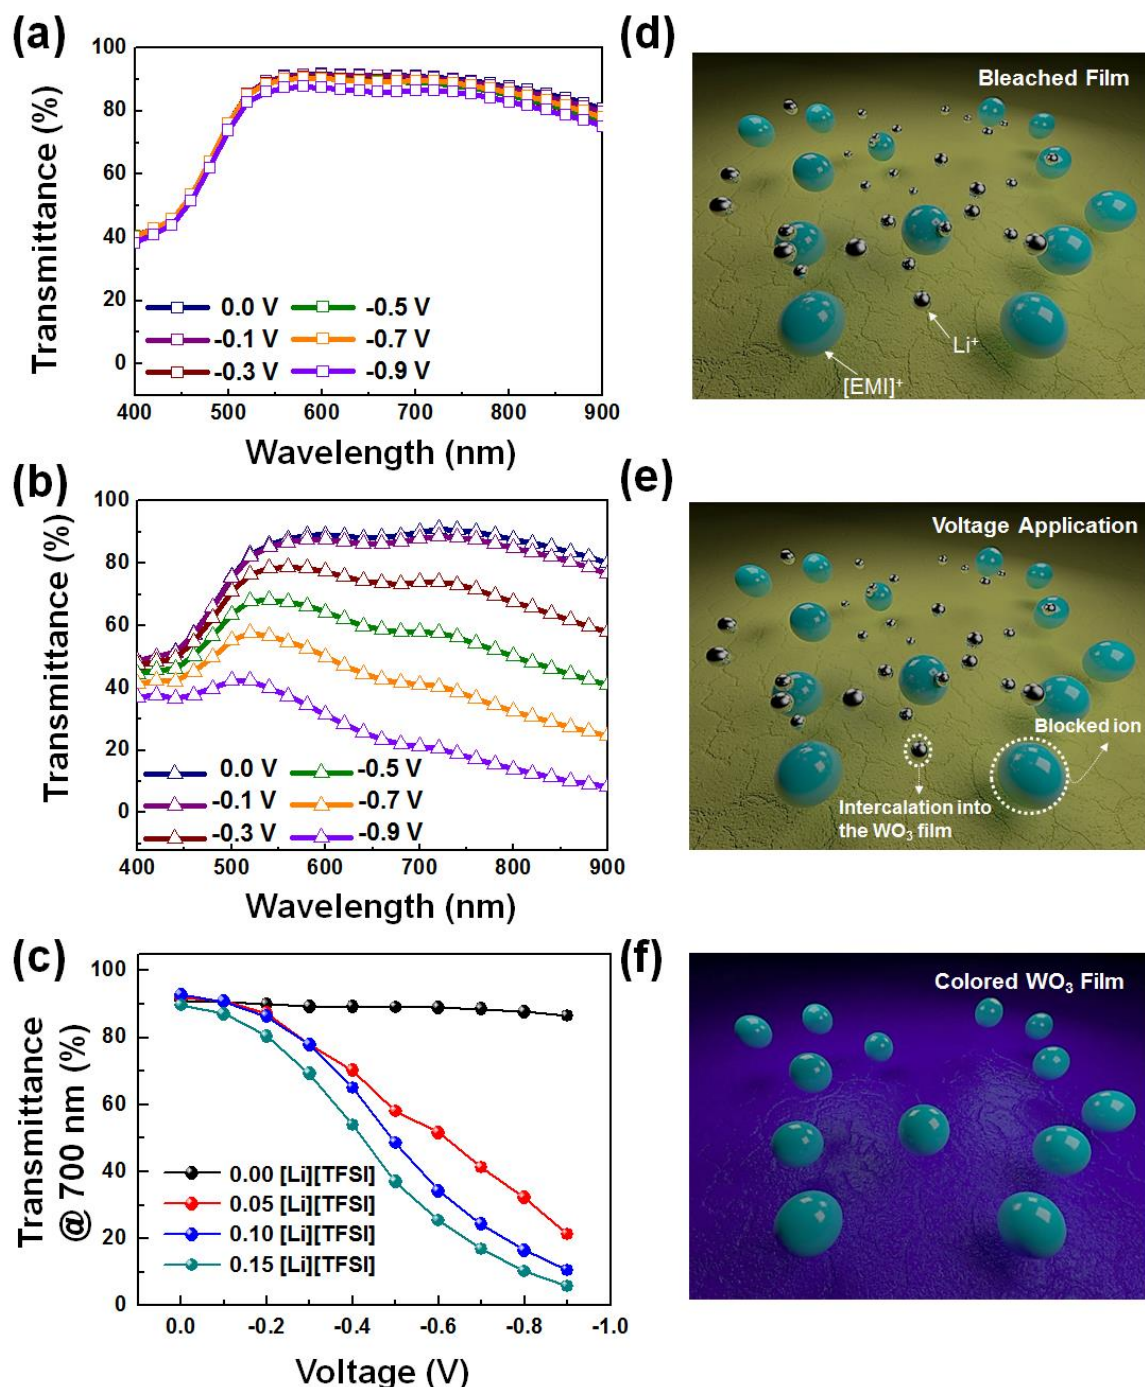 (a)
Transmittance (%)
100
80
60
40
20
0
0.0 V
-0.1 V
-0.3 V
-0.5 V
-0.7 V
-0.9 V
400 500 600 700 800 900
Wavelength (nm)
(b)
Transmittance (%)
100
80
60
40
20
0
0.0 V
-0.1 V
-0.3 V
-0.5 V
-0.7 V
-0.9 V
400 500 600 700 800 900
Wavelength (nm)
(c)
Transmittance
@ 700 nm (%)
100
80
60
40
20
0
0.00 [Li][TFSI]
0.05 [Li][TFSI]
0.10 [Li][TFSI]
0.15 [Li][TFSI]
0.0 -0.2 -0.4 -0.6 -0.8 -1.0
Voltage (V)
(d)
Bleached Film
Li⁺
[EMI]⁺
(e)
Voltage Application
Blocked ion
Intercalation into
the WO₃ film
(f)
Colored WO₃ Film